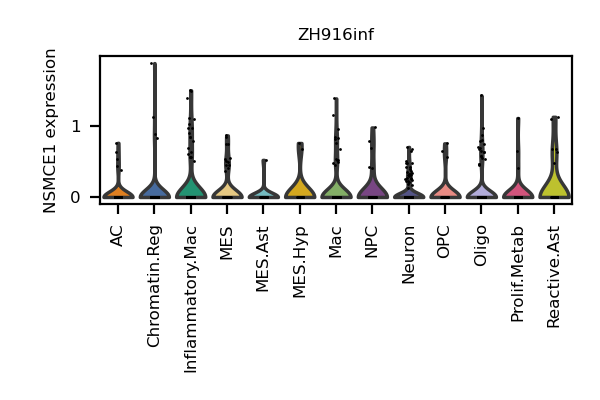 ZH916inf
NSMCE1 expression
1
0
AC
Chromatin.Reg
Inflammatory.Mac
MES
MES.Ast
MES.Hyp
Mac
NPC
Neuron
OPC
Oligo
Prolif.Metab
Reactive.Ast